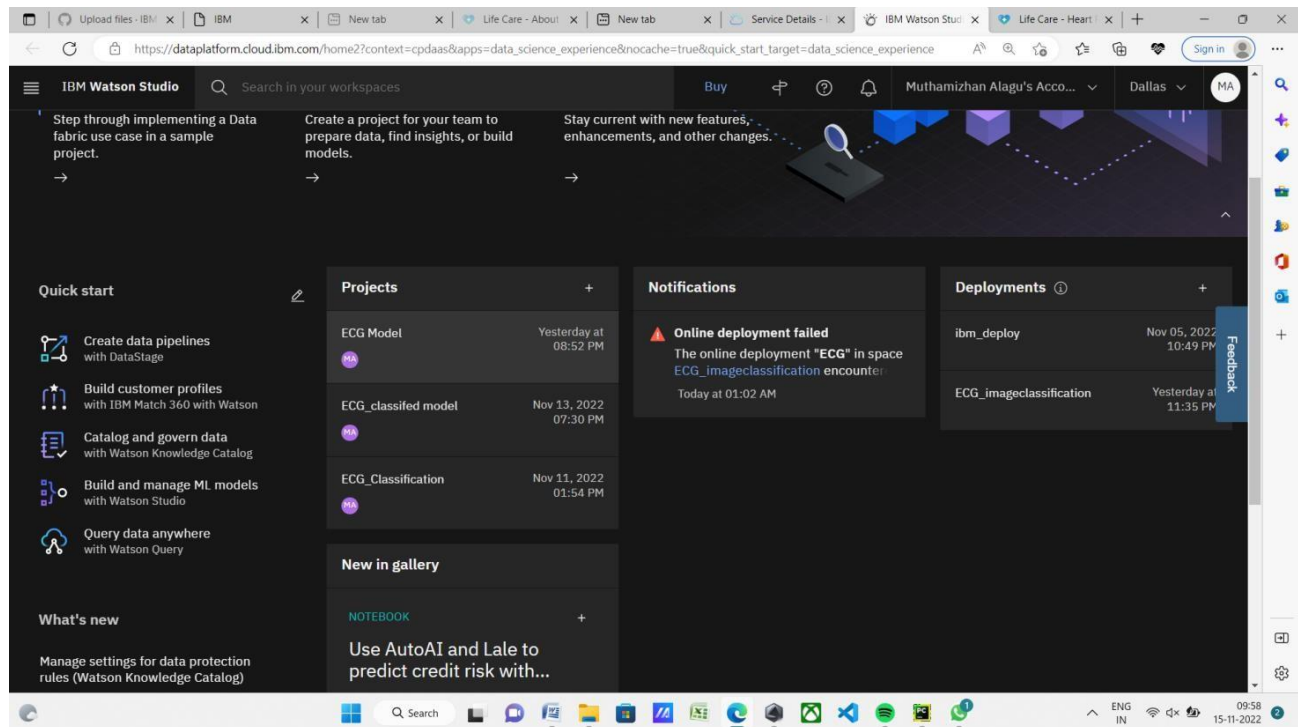 Upload files · IBM
IBM
New tab
Life Care - About
New tab
Service Details - I
IBM Watson Stud
Life Care - Heart
https://dataplatform.cloud.ibm.com/home2?context=cpdaas&apps=data_science_experience&nocache=true&quick_start_target=data_science_experience
Sign in
IBM Watson Studio
Search in your workspaces
Buy
Muthamizhan Alagu's Acco...
Dallas
MA
Step through implementing a Data
fabric use case in a sample
project.
Create a project for your team to
prepare data, find insights, or build
models.
Stay current with new features,
enhancements, and other changes.
Quick start
Create data pipelines
with DataStage
Build customer profiles
with IBM Match 360 with Watson
Catalog and govern data
with Watson Knowledge Catalog
Build and manage ML models
with Watson Studio
Query data anywhere
with Watson Query
What's new
Manage settings for data protection
rules (Watson Knowledge Catalog)
Projects
ECG Model
Yesterday at
08:52 PM
MA
ECG_classifed model
Nov 13, 2022
07:30 PM
MA
ECG_Classification
Nov 11, 2022
01:54 PM
MA
New in gallery
NOTEBOOK
Use AutoAI and Lale to
predict credit risk with...
Notifications
Online deployment failed
The online deployment "ECG" in space
ECG_imageclassification encounter
Today at 01:02 AM
Deployments
ibm_deploy
Nov 05, 2022
10:49 PM
ECG_imageclassification
Yesterday at
11:35 PM
Feedback
Search
ENG
IN
09:58
15-11-2022
2